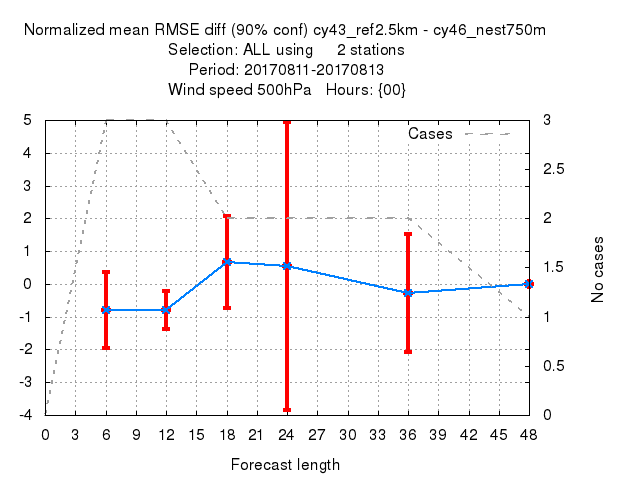 Normalized mean RMSE diff (90% conf) cy43_ref2.5km - cy46_nest750m
Selection: ALL using     2 stations
Period: 20170811-20170813
Wind speed 500hPa   Hours: {00}
Cases
5
4
3
2
1
0
-1
-2
-3
-4
3
2.5
2
1.5
1
0.5
0
No cases
0 3 6 9 12 15 18 21 24 27 30 33 36 39 42 45 48
Forecast length